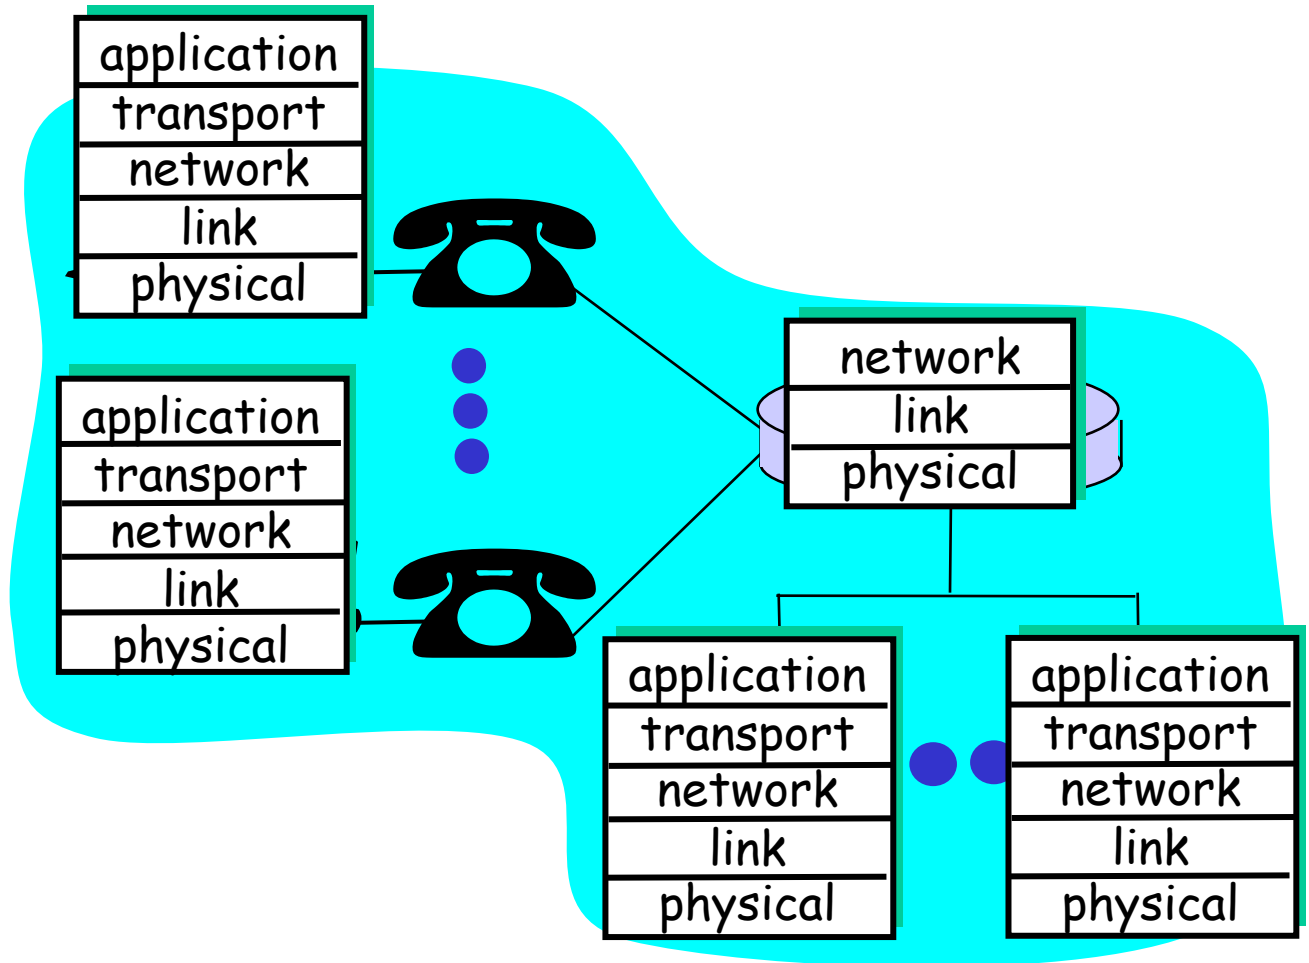 application
transport
network
link
physical
application
transport
network
link
physical
network
link
physical
application
transport
network
link
physical
application
transport
network
link
physical